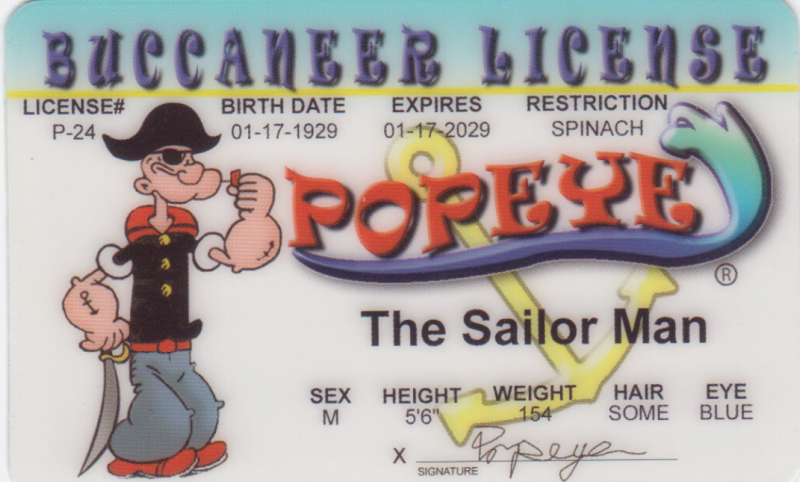 BUCCANEER LICENSE
LICENSE# BIRTH DATE EXPIRES RESTRICTION
P-24 01-17-1929 01-17-2029 SPINACH
POPEYE
®
The Sailor Man
SEX HEIGHT WEIGHT HAIR EYE
M 5'6" 154 SOME BLUE
X Popeye
SIGNATURE